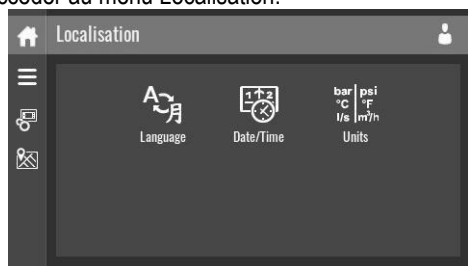 Localisation
bar psi
°C °F
l/s m³/h
Language Date/Time Units